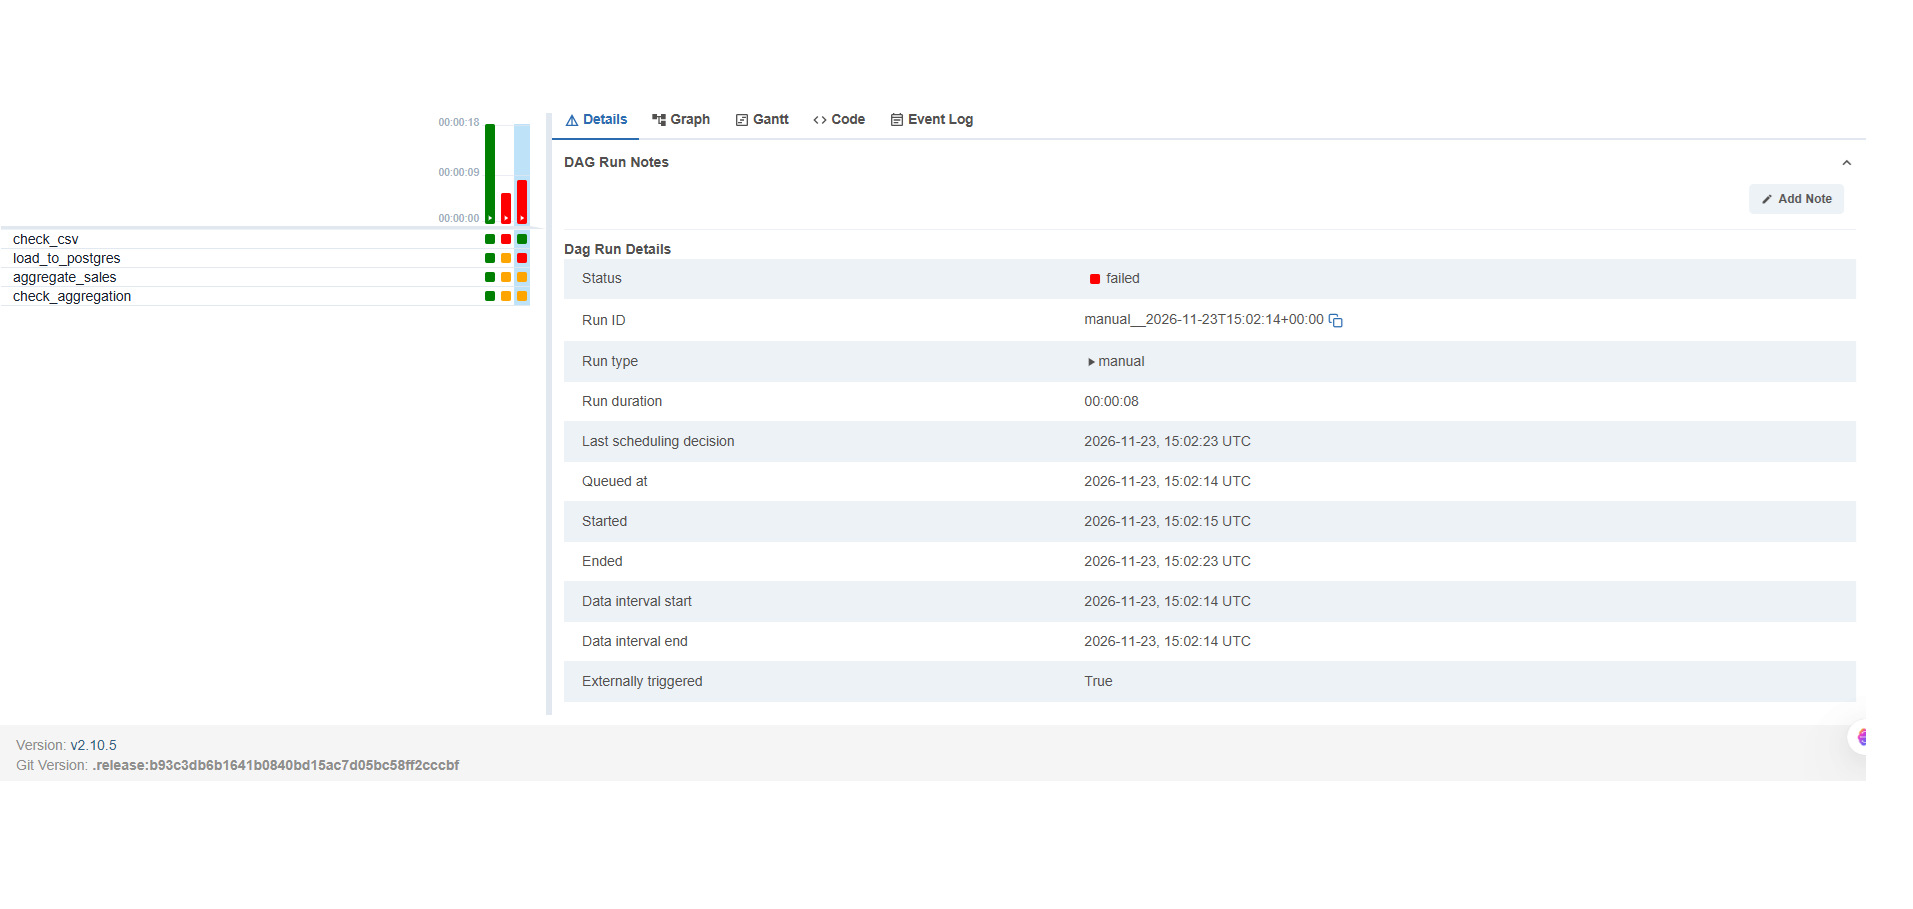 00:00:18
00:00:09
00:00:00
check_csv
load_to_postgres
aggregate_sales
check_aggregation
Details Graph Gantt Code Event Log
DAG Run Notes
Add Note
Dag Run Details
Status failed
Run ID manual__2026-11-23T15:02:14+00:00
Run type manual
Run duration 00:00:08
Last scheduling decision 2026-11-23, 15:02:23 UTC
Queued at 2026-11-23, 15:02:14 UTC
Started 2026-11-23, 15:02:15 UTC
Ended 2026-11-23, 15:02:23 UTC
Data interval start 2026-11-23, 15:02:14 UTC
Data interval end 2026-11-23, 15:02:14 UTC
Externally triggered True
Version: v2.10.5
Git Version: .release:b93c3db6b1641b0840bd15ac7d05bc58ff2cccbf